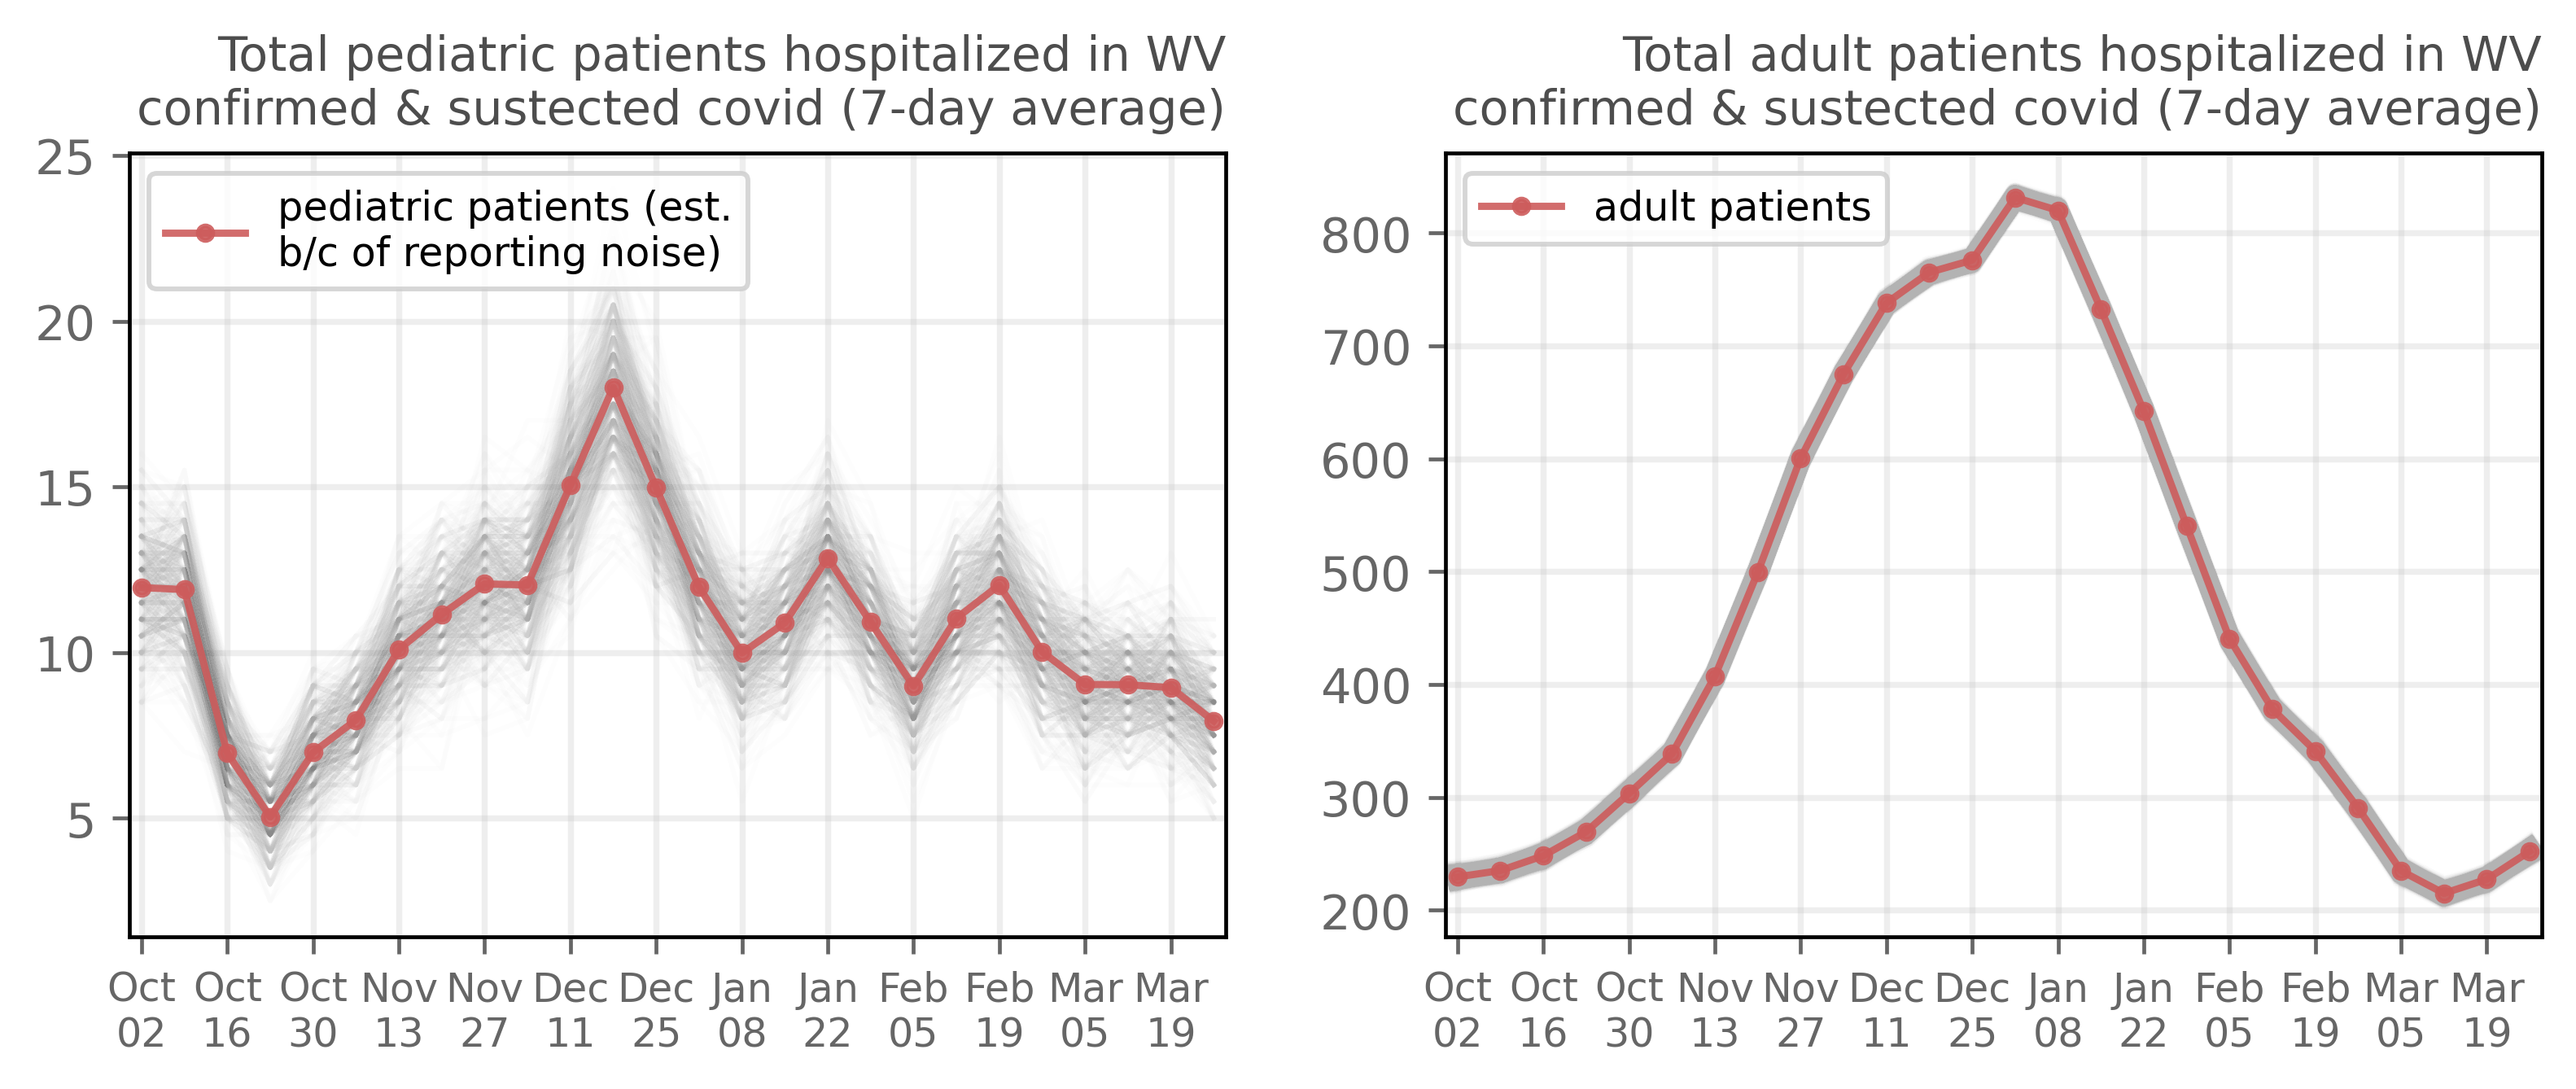 Total pediatric patients hospitalized in WV
confirmed & sustected covid (7-day average)
25
20
15
10
5
pediatric patients (est.
b/c of reporting noise)
Oct Oct Oct Nov Nov Dec Dec Jan Jan Feb Feb Mar Mar
02 16 30 13 27 11 25 08 22 05 19 05 19
Total adult patients hospitalized in WV
confirmed & sustected covid (7-day average)
adult patients
800
700
600
500
400
300
200
Oct Oct Oct Nov Nov Dec Dec Jan Jan Feb Feb Mar Mar
02 16 30 13 27 11 25 08 22 05 19 05 19